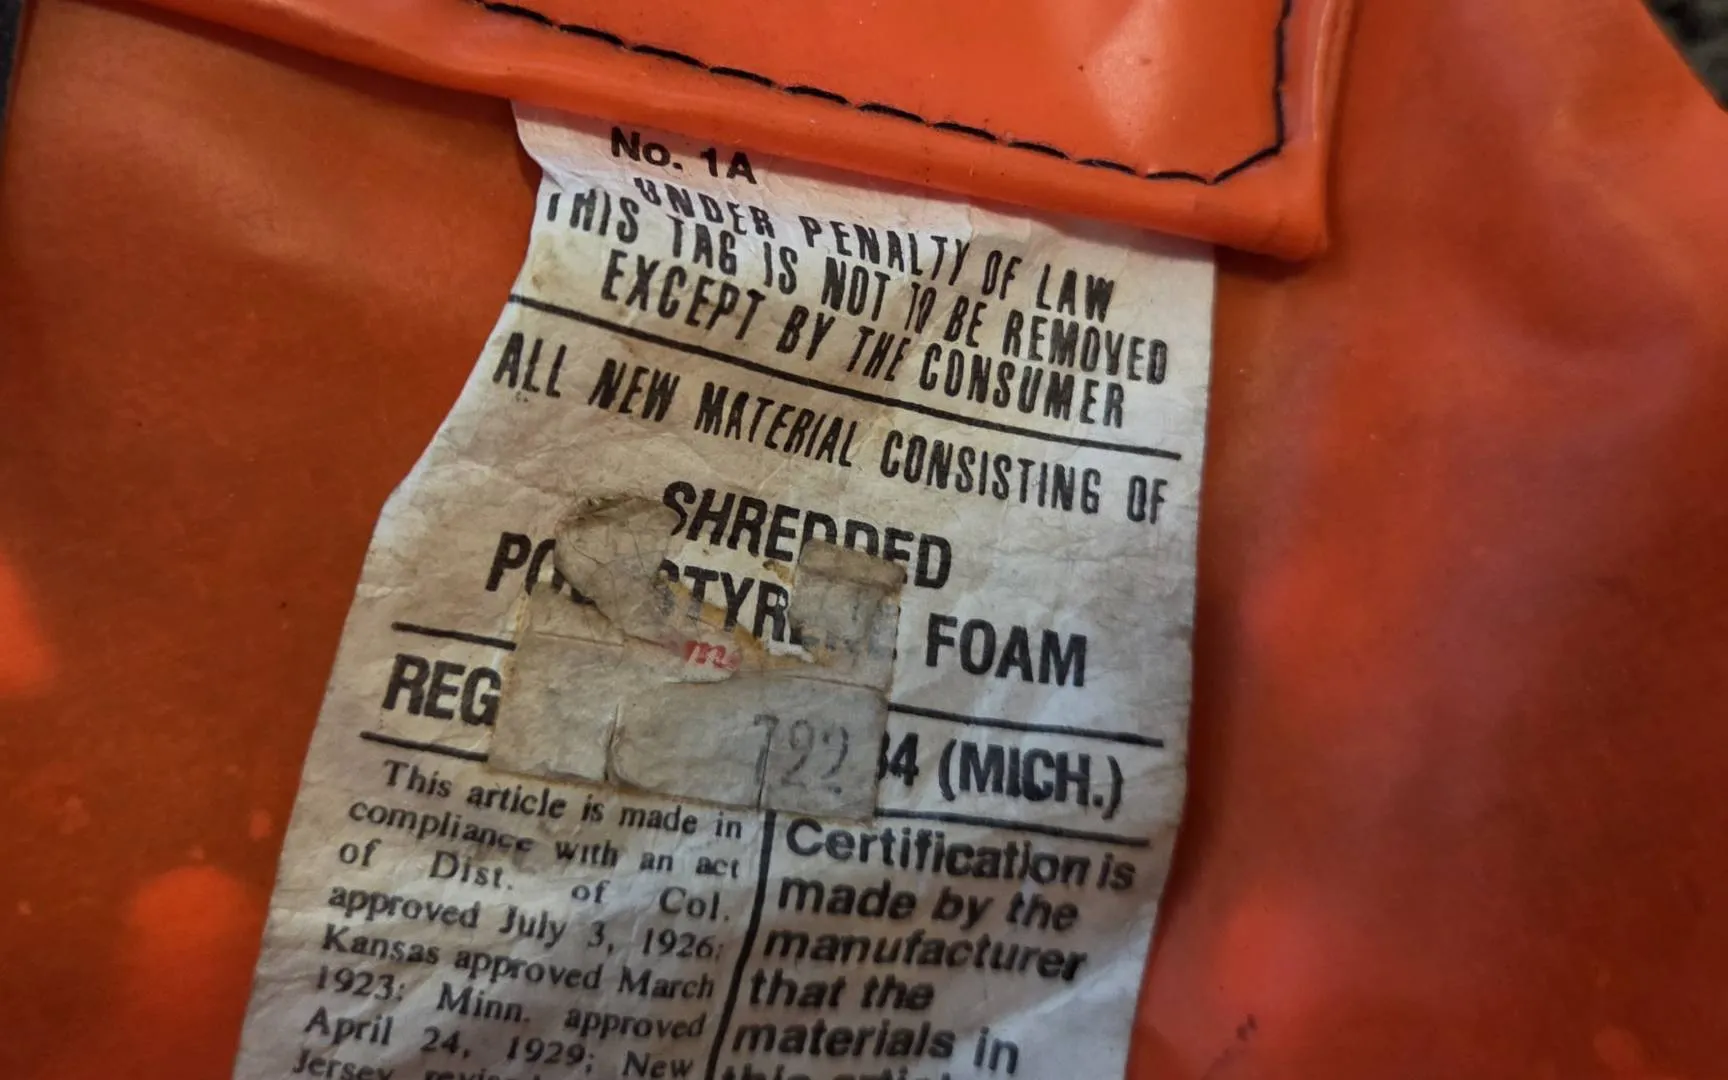 No. 1A
UNDER PENALTY OF LAW
THIS TAG IS NOT TO BE REMOVED
EXCEPT BY THE CONSUMER
ALL NEW MATERIAL CONSISTING OF
SHREDDED
POLYSTYRENE FOAM
REG
722
34 (MICH.)
This article is made in
compliance with an act
of Dist. of Col.
approved July 3, 1926;
Kansas approved March
1923; Minn. approved
April 24, 1929; New
Jersey
Certification is
made by the
manufacturer
that the
materials in